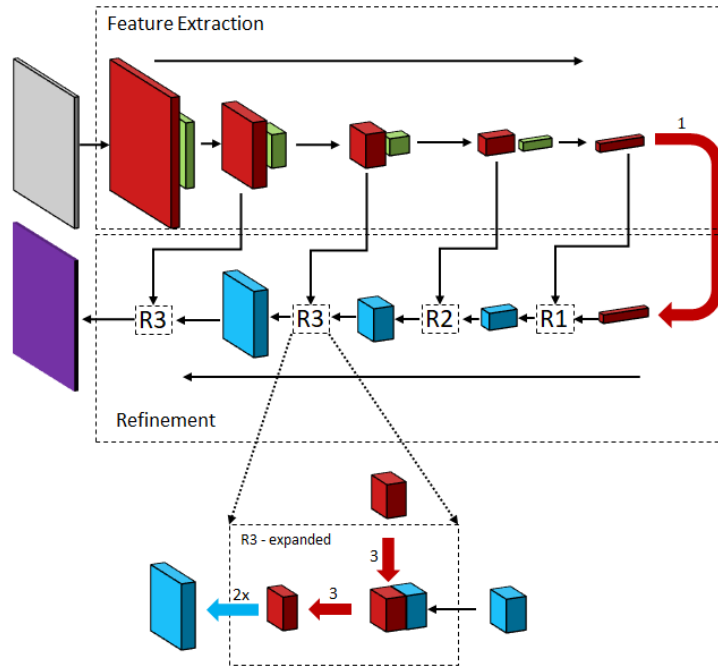 Feature Extraction
1
R3
R3
R2
R1
Refinement
R3 - expanded
3
2x
3